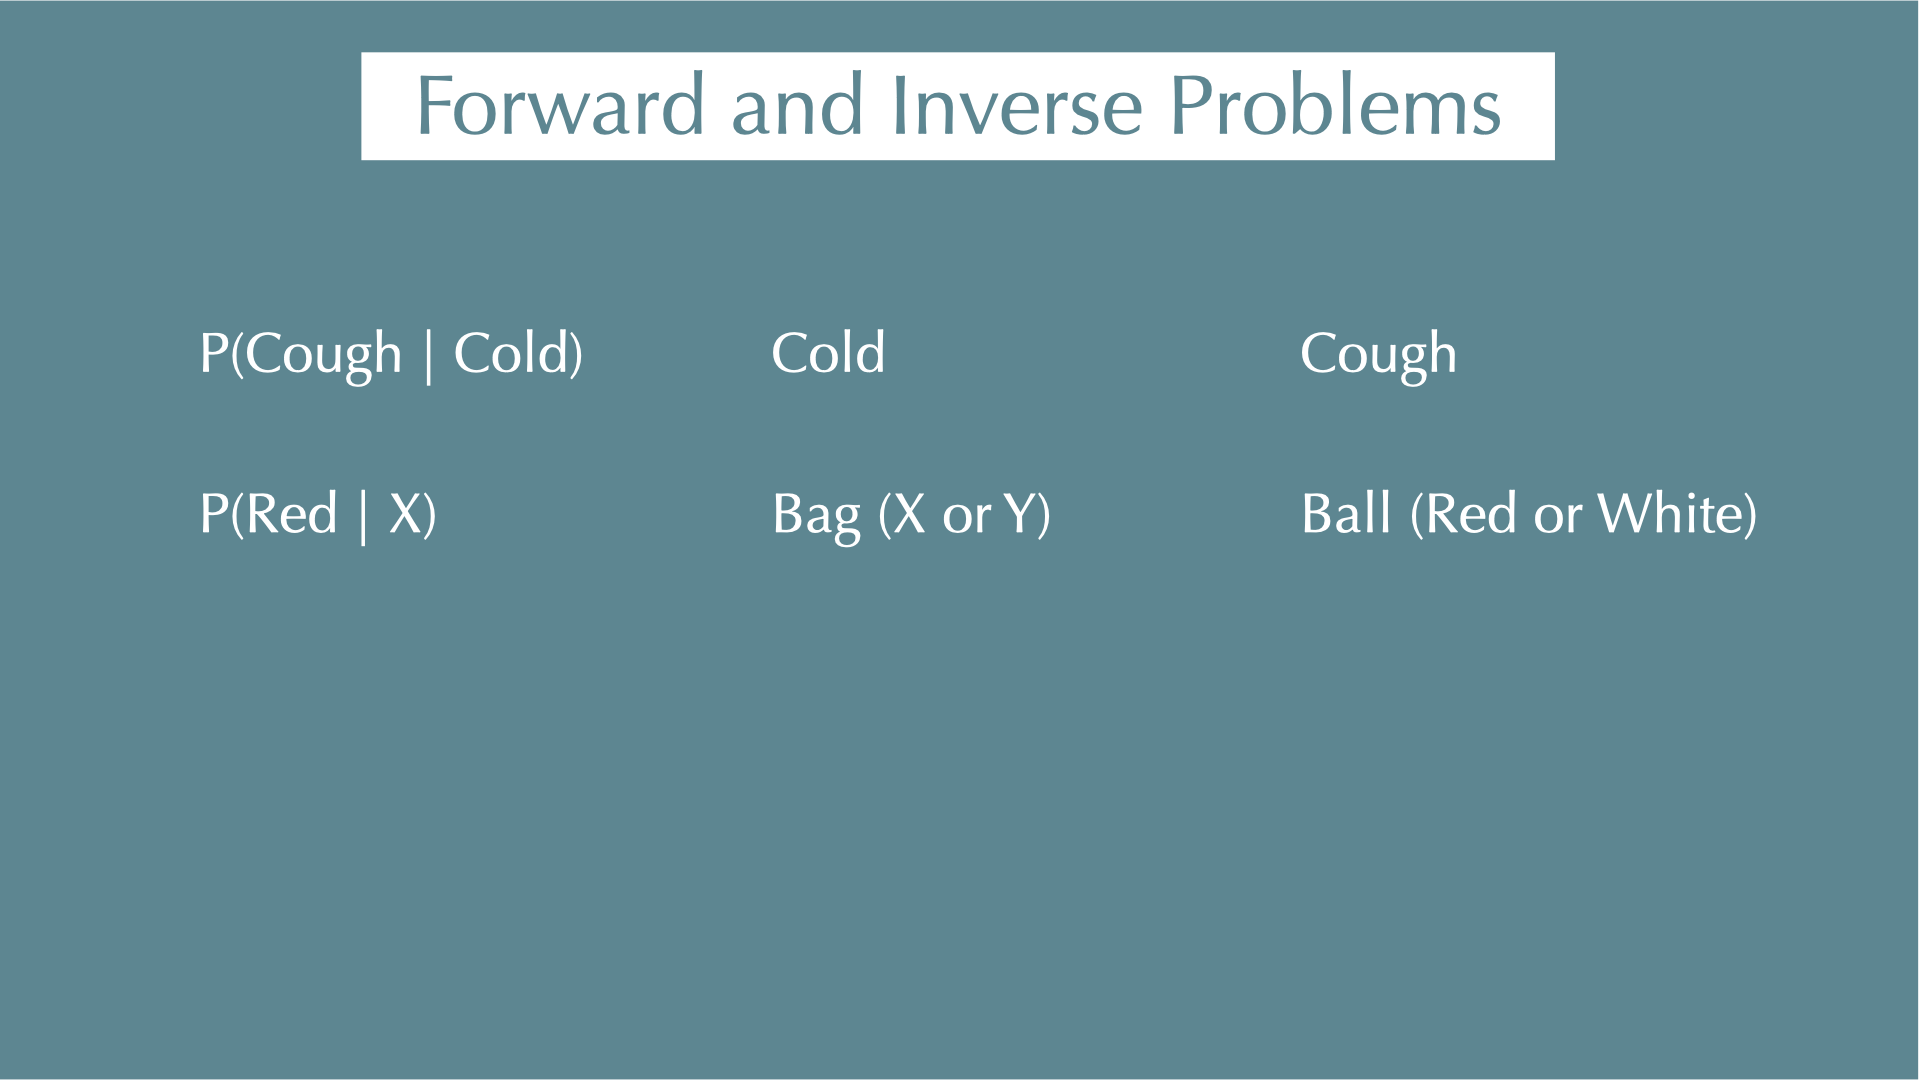 Forward and Inverse Problems
P(Cough | Cold) Cold Cough
P(Red | X) Bag (X or Y) Ball (Red or White)